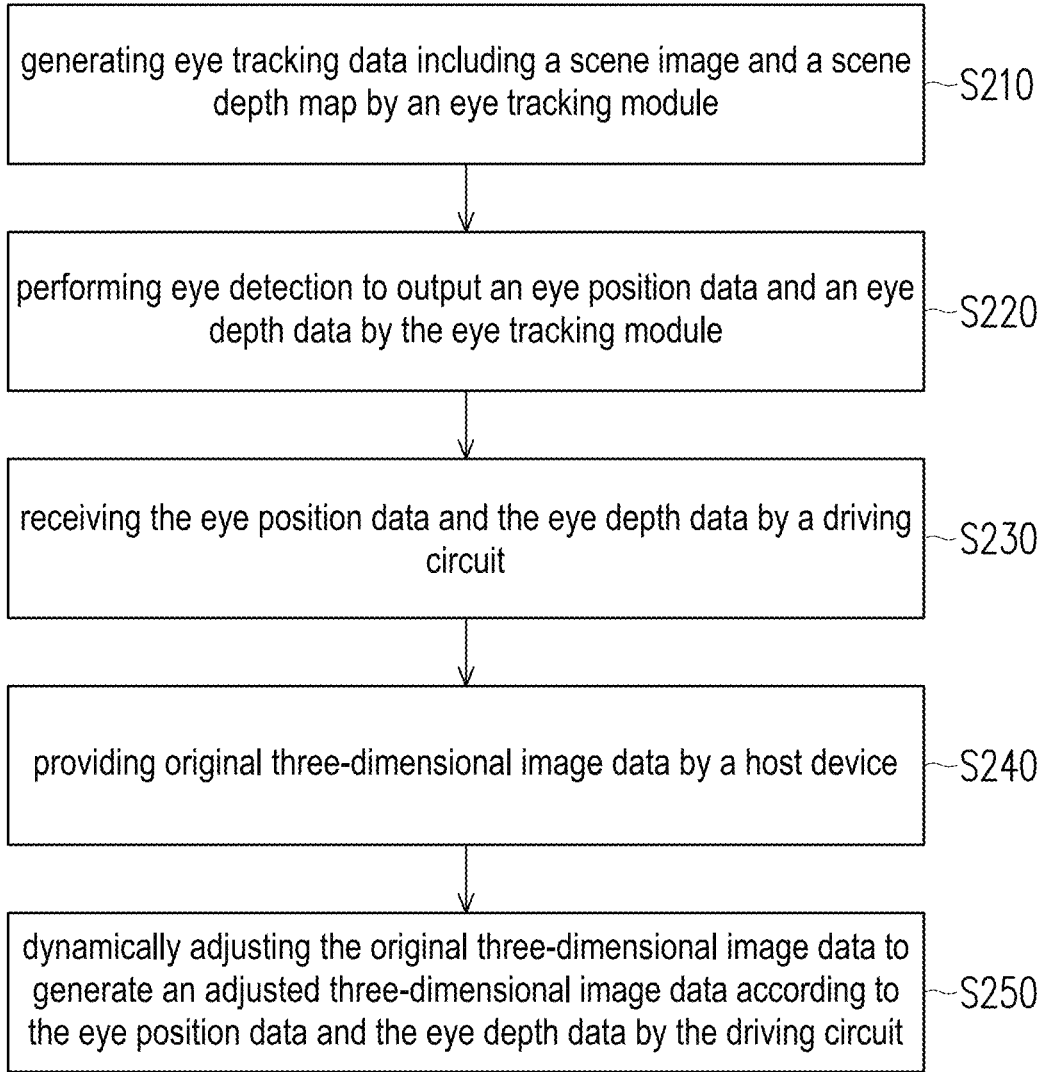 generating eye tracking data including a scene image and a scene
depth map by an eye tracking module
S210
performing eye detection to output an eye position data and an eye
depth data by the eye tracking module
S220
receiving the eye position data and the eye depth data by a driving
circuit
S230
providing original three-dimensional image data by a host device
S240
dynamically adjusting the original three-dimensional image data to
generate an adjusted three-dimensional image data according to
the eye position data and the eye depth data by the driving circuit
S250